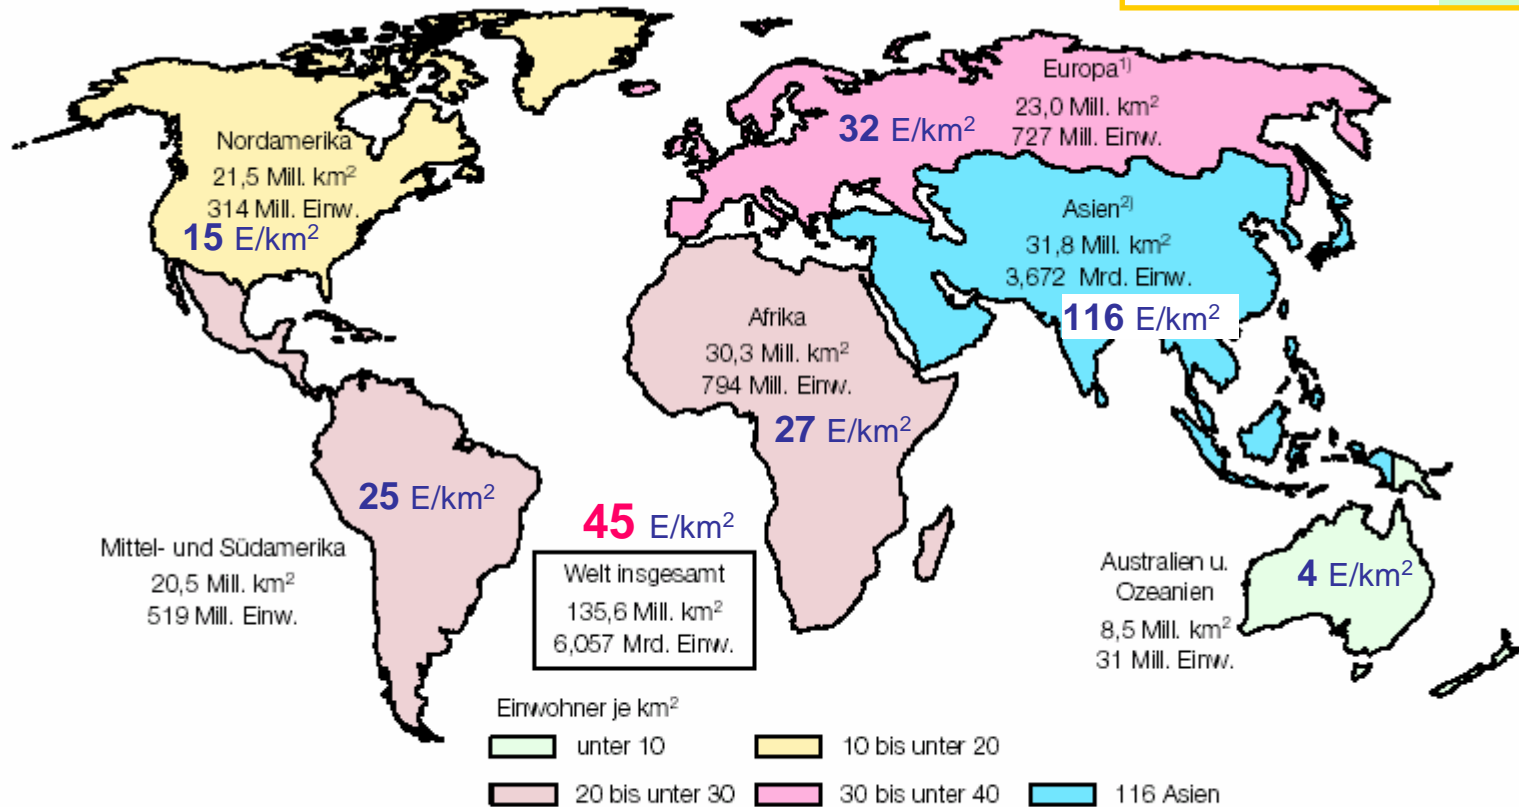 Nordamerika
21,5 Mill. km²
314 Mill. Einw.
15 E/km²
Europa¹⁾
23,0 Mill. km²
727 Mill. Einw.
32 E/km²
Asien²⁾
31,8 Mill. km²
3,672 Mrd. Einw.
116 E/km²
Afrika
30,3 Mill. km²
794 Mill. Einw.
27 E/km²
25 E/km²
Mittel- und Südamerika
20,5 Mill. km²
519 Mill. Einw.
45 E/km²
Welt insgesamt
135,6 Mill. km²
6,057 Mrd. Einw.
Australien u.
Ozeanien
8,5 Mill. km²
31 Mill. Einw.
4 E/km²
Einwohner je km²
unter 10
10 bis unter 20
20 bis unter 30
30 bis unter 40
116 Asien